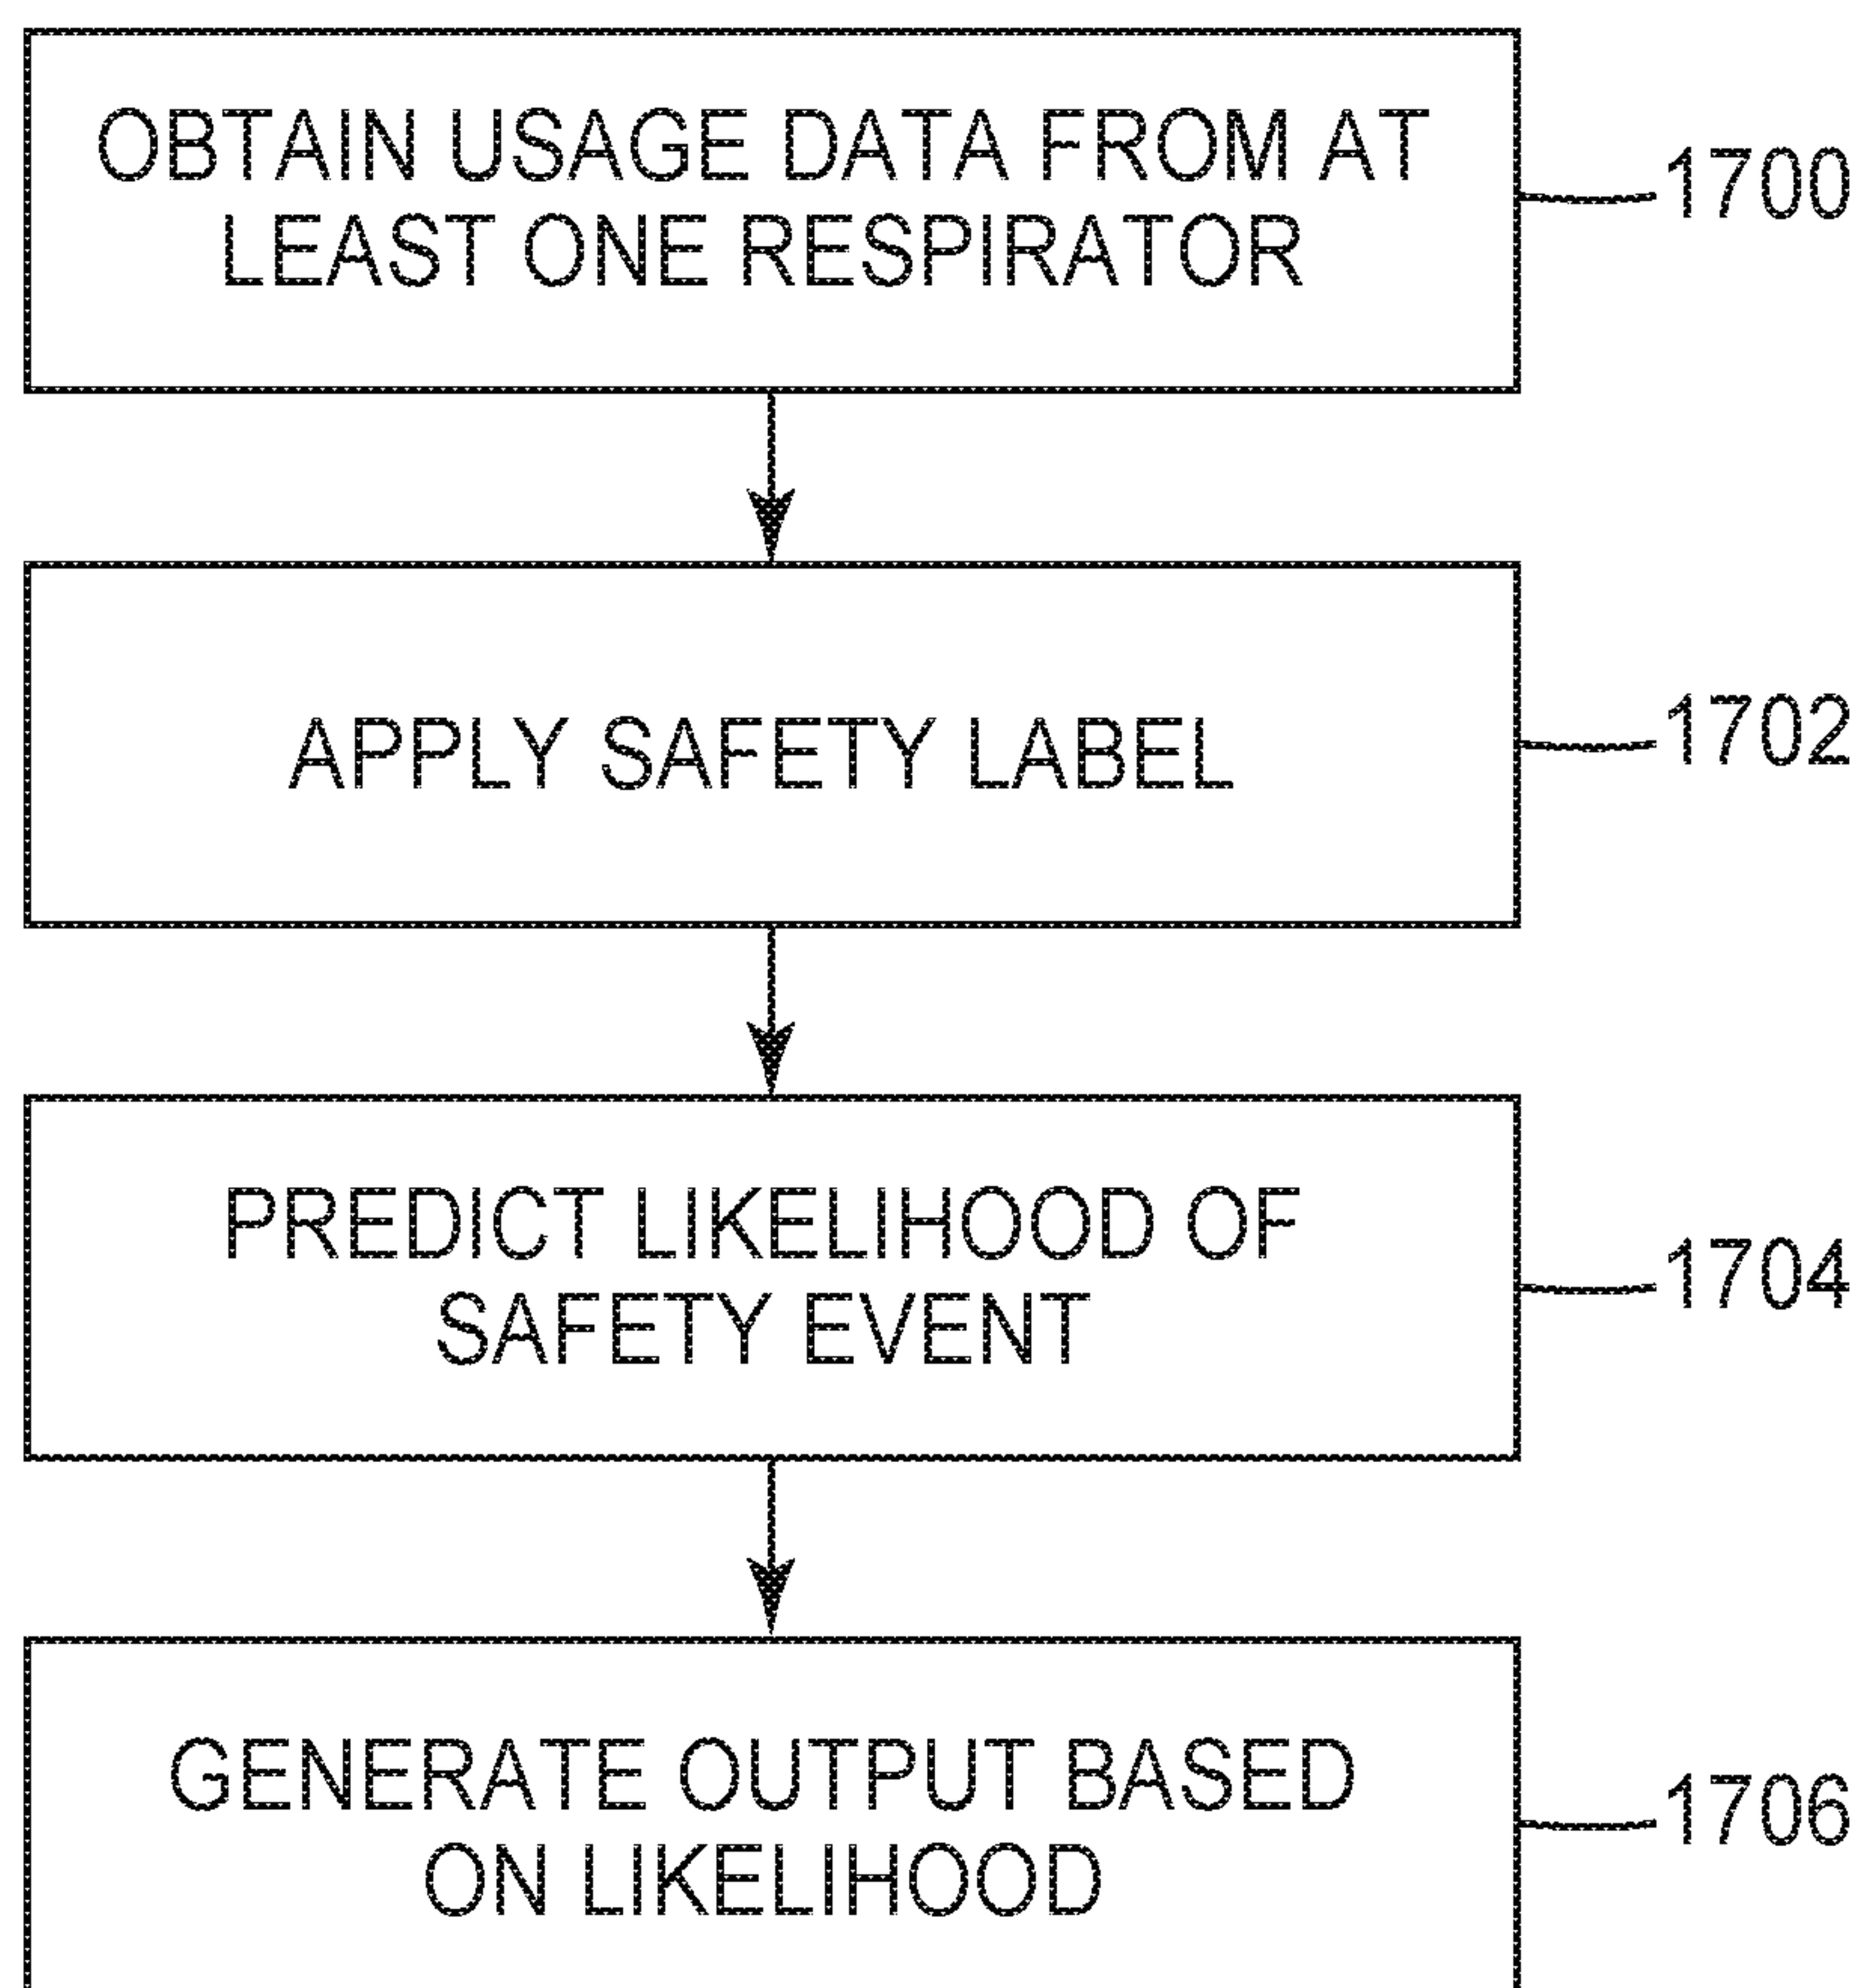 OBTAIN USAGE DATA FROM AT
LEAST ONE RESPIRATOR
1700
APPLY SAFETY LABEL
1702
PREDICT LIKELIHOOD OF
SAFETY EVENT
1704
GENERATE OUTPUT BASED
ON LIKELIHOOD
1706